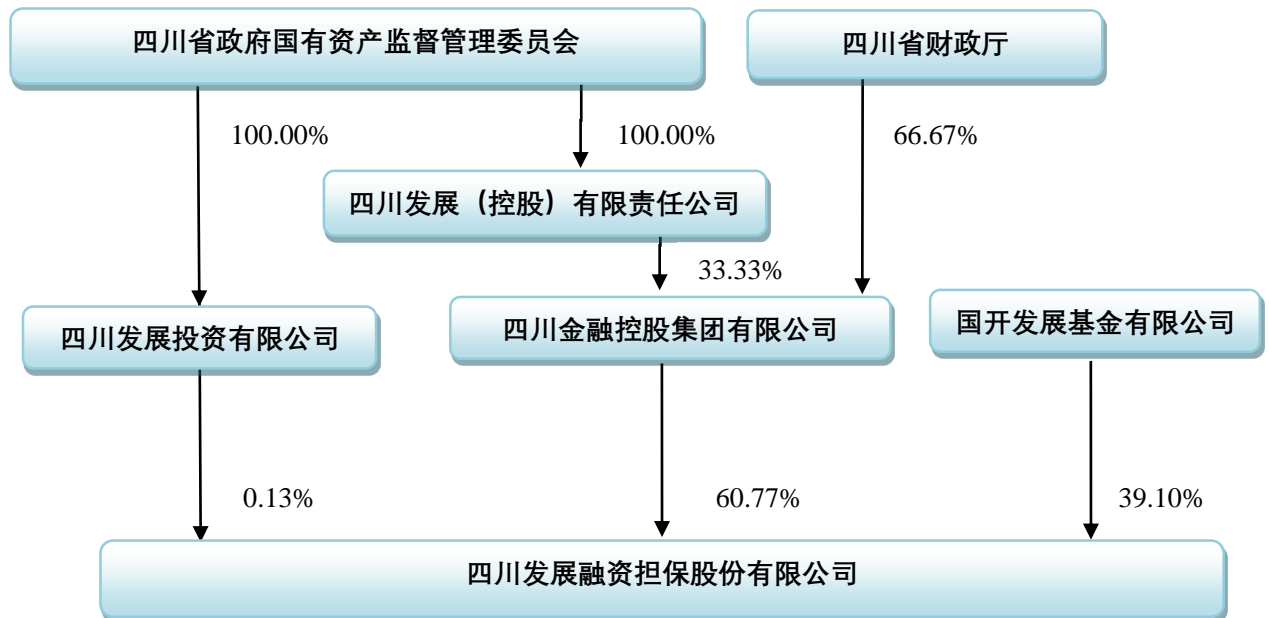 四川省政府国有资产监督管理委员会
四川省财政厅
100.00%
100.00%
66.67%
四川发展（控股）有限责任公司
33.33%
四川发展投资有限公司
四川金融控股集团有限公司
国开发展基金有限公司
0.13%
60.77%
39.10%
四川发展融资担保股份有限公司